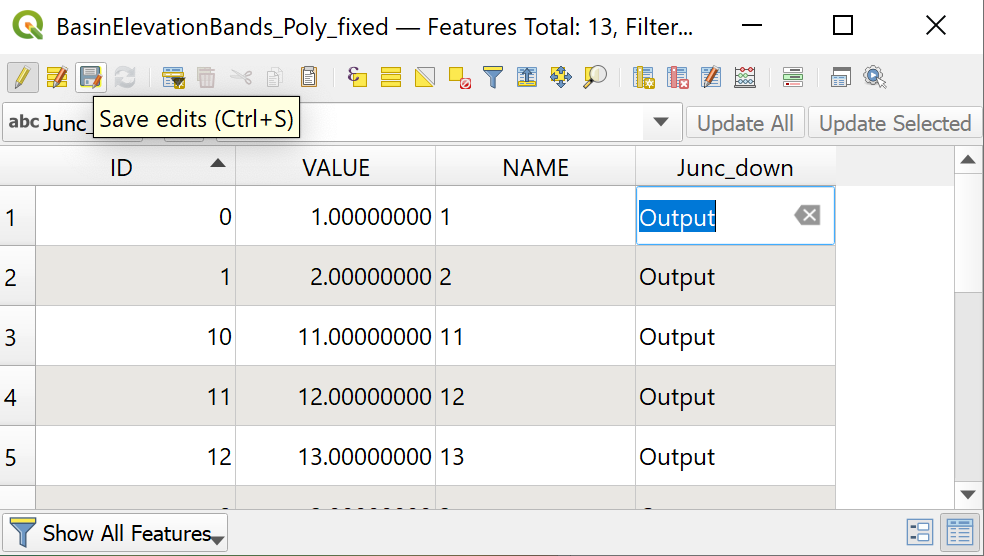 BasinElevationBands_Poly_fixed — Features Total: 13, Filter...
abc Junc_
Save edits (Ctrl+S)
Update All
Update Selected
ID VALUE NAME Junc_down
1 0 1.00000000 1 Output
2 1 2.00000000 2 Output
3 10 11.00000000 11 Output
4 11 12.00000000 12 Output
5 12 13.00000000 13 Output
Show All Features